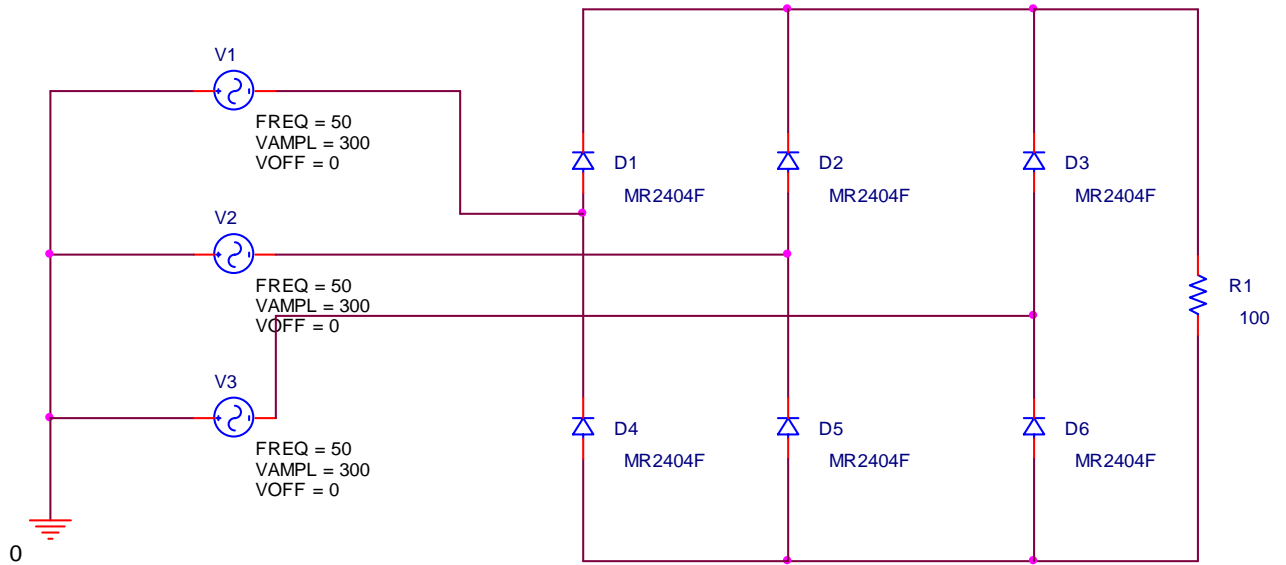 V1
FREQ = 50
VAMPL = 300
VOFF = 0
D1
MR2404F
D2
MR2404F
D3
MR2404F
V2
FREQ = 50
VAMPL = 300
VOFF = 0
R1
100
V3
FREQ = 50
VAMPL = 300
VOFF = 0
D4
MR2404F
D5
MR2404F
D6
MR2404F
0